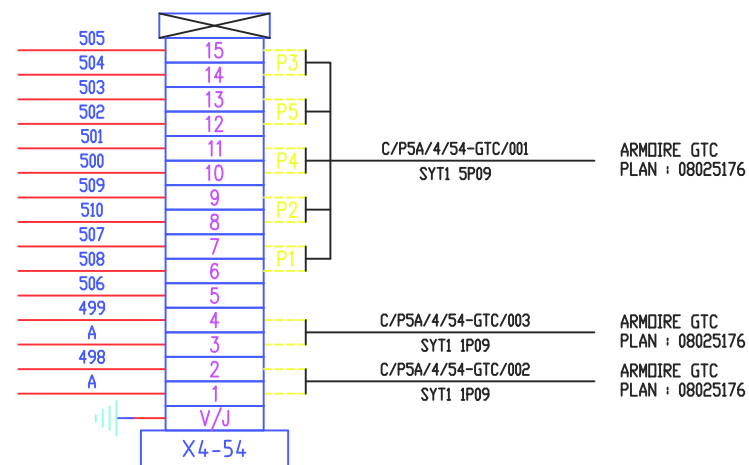 505 15
504 14 P3
503 13
502 12 P5
501 11 C/P5A/4/54-GTC/001 ARMOIRE GTC
500 10 P4 SYT1 5P09 PLAN : 08025176
509 9
510 8 P2
507 7
508 6 P1
506 5
499 4 C/P5A/4/54-GTC/003 ARMOIRE GTC
A 3 SYT1 1P09 PLAN : 08025176
498 2 C/P5A/4/54-GTC/002 ARMOIRE GTC
A 1 SYT1 1P09 PLAN : 08025176
V/J
X4-54